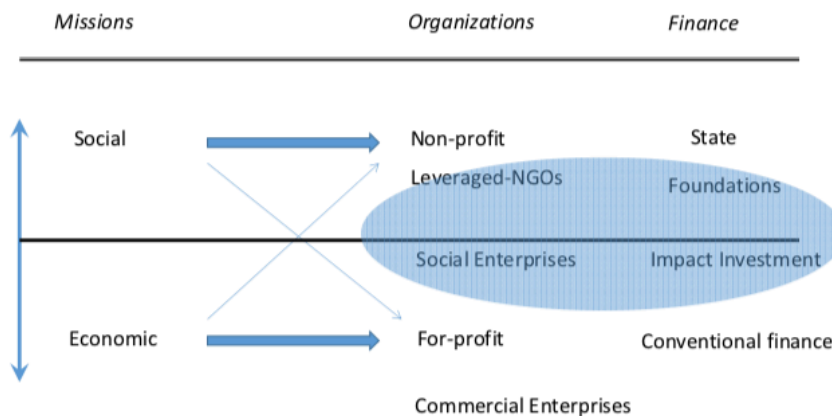 Missions Organizations Finance
Social Non-profit State
Leveraged-NGOs Foundations
Social Enterprises Impact Investment
Economic For-profit Conventional finance
Commercial Enterprises